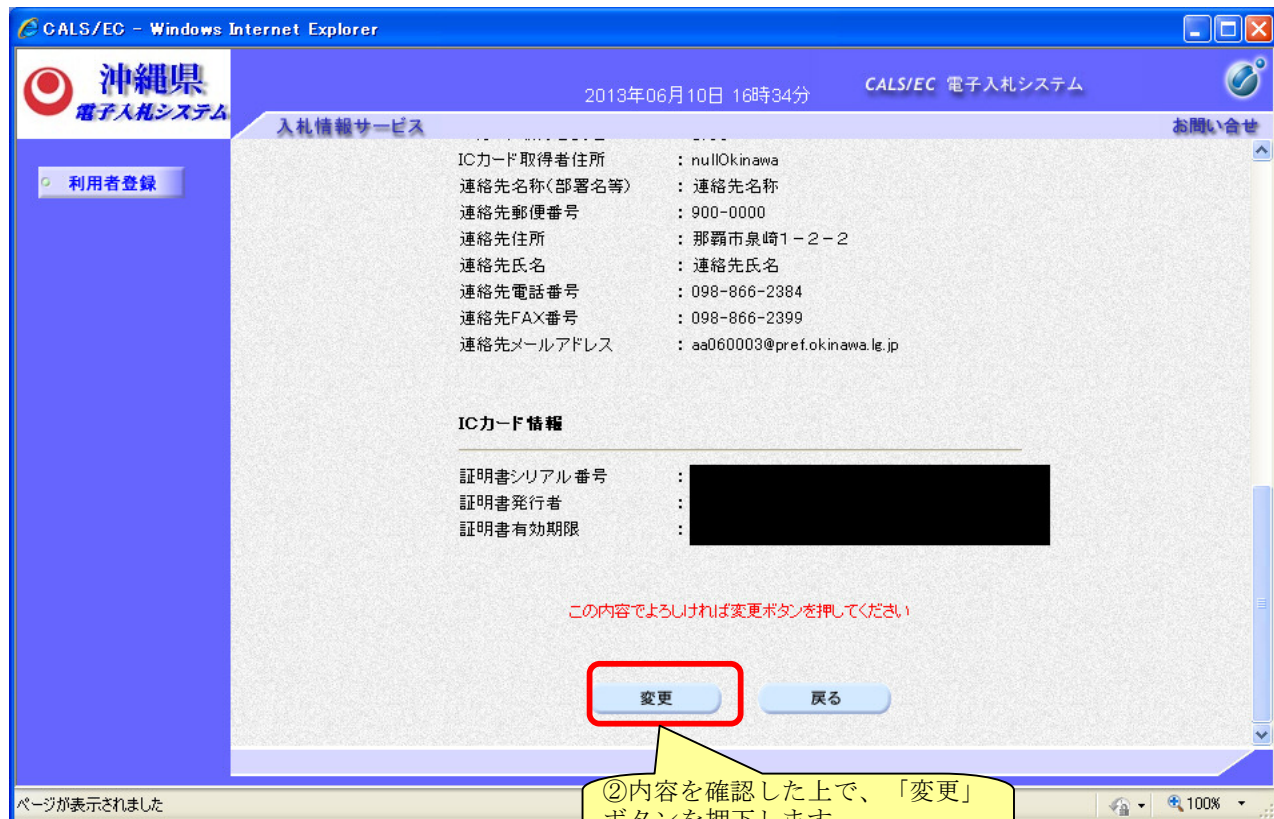 CALS/EC - Windows Internet Explorer
沖縄県
電子入札システム
2013年06月10日 16時34分
CALS/EC 電子入札システム
入札情報サービス
お問い合せ
利用者登録
ICカード取得者住所 : nullOkinawa
連絡先名称(部署名等) : 連絡先名称
連絡先郵便番号 : 900-0000
連絡先住所 : 那覇市泉崎1-2-2
連絡先氏名 : 連絡先氏名
連絡先電話番号 : 098-866-2384
連絡先FAX番号 : 098-866-2399
連絡先メールアドレス : aa060003@pref.okinawa.lg.jp
ICカード情報
証明書シリアル番号 :
証明書発行者 :
証明書有効期限 :
この内容でよろしければ変更ボタンを押してください
変更
戻る
②内容を確認した上で、「変更」
ボタンを押下します
ページが表示されました
100%